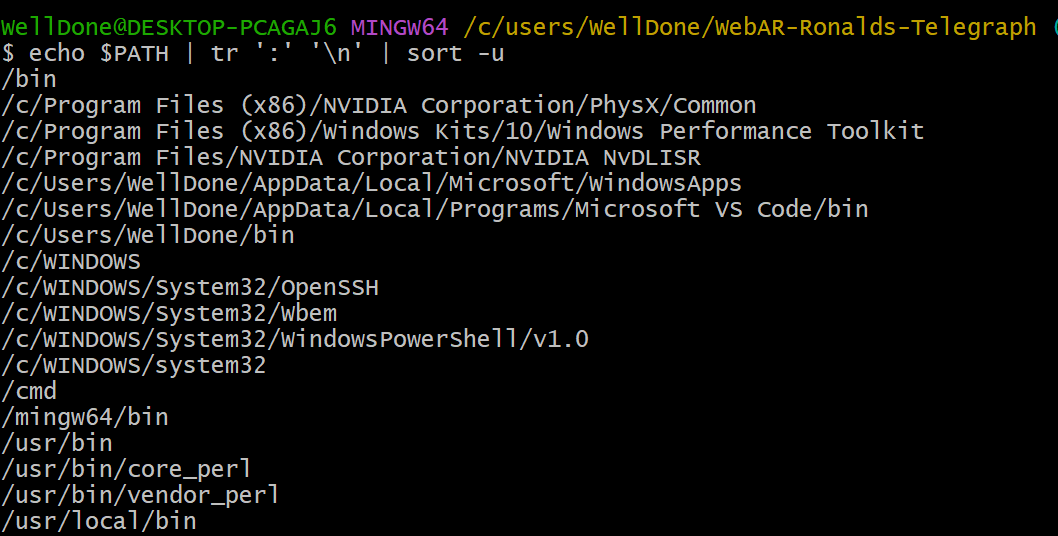 WellDone@DESKTOP-PCAGAJ6 MINGW64 /c/users/WellDone/WebAR-Ronalds-Telegraph (
$ echo $PATH | tr ':' '\n' | sort -u
/bin
/c/Program Files (x86)/NVIDIA Corporation/PhysX/Common
/c/Program Files (x86)/Windows Kits/10/Windows Performance Toolkit
/c/Program Files/NVIDIA Corporation/NVIDIA NvDLISR
/c/Users/WellDone/AppData/Local/Microsoft/WindowsApps
/c/Users/WellDone/AppData/Local/Programs/Microsoft VS Code/bin
/c/Users/WellDone/bin
/c/WINDOWS
/c/WINDOWS/System32/OpenSSH
/c/WINDOWS/System32/Wbem
/c/WINDOWS/System32/WindowsPowerShell/v1.0
/c/WINDOWS/system32
/cmd
/mingw64/bin
/usr/bin
/usr/bin/core_perl
/usr/bin/vendor_perl
/usr/local/bin